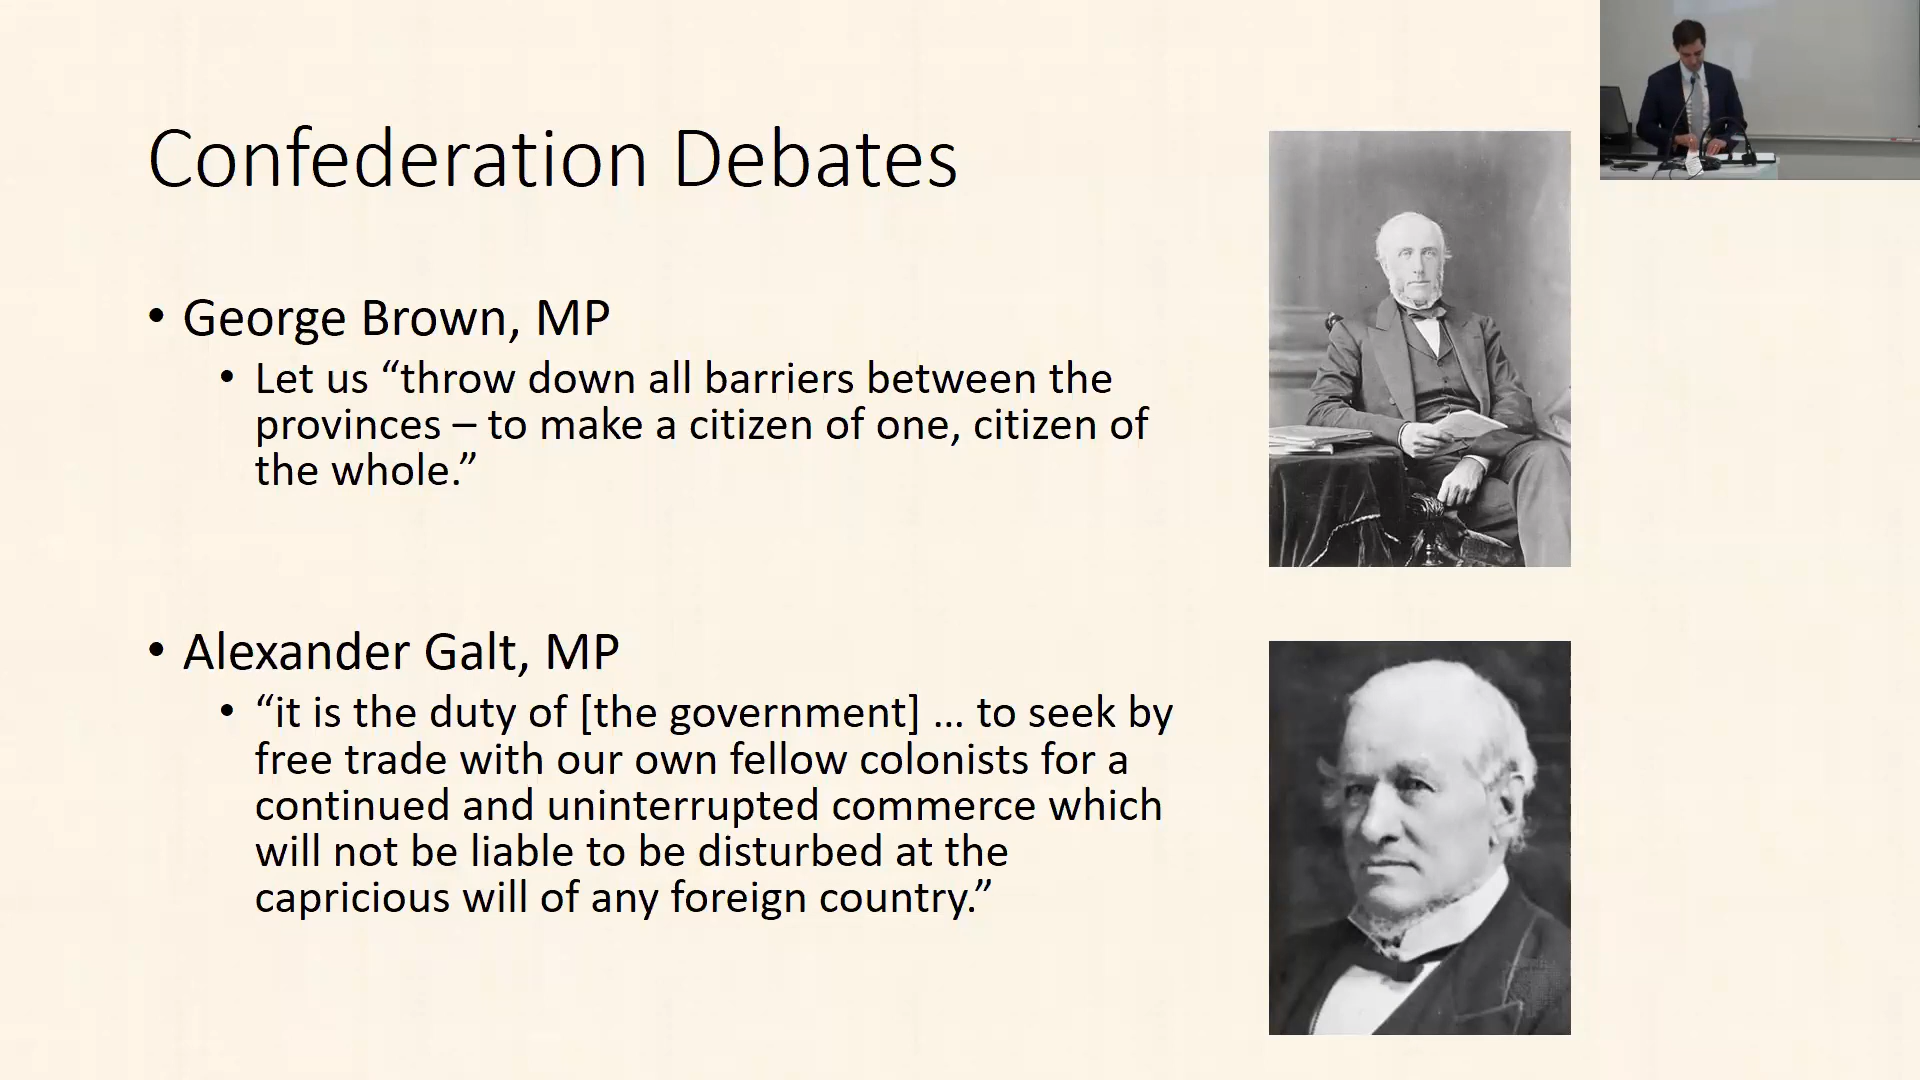 Confederation Debates
• George Brown, MP
• Let us “throw down all barriers between the
provinces – to make a citizen of one, citizen of
the whole.”
• Alexander Galt, MP
• “it is the duty of [the government] … to seek by
free trade with our own fellow colonists for a
continued and uninterrupted commerce which
will not be liable to be disturbed at the
capricious will of any foreign country.”